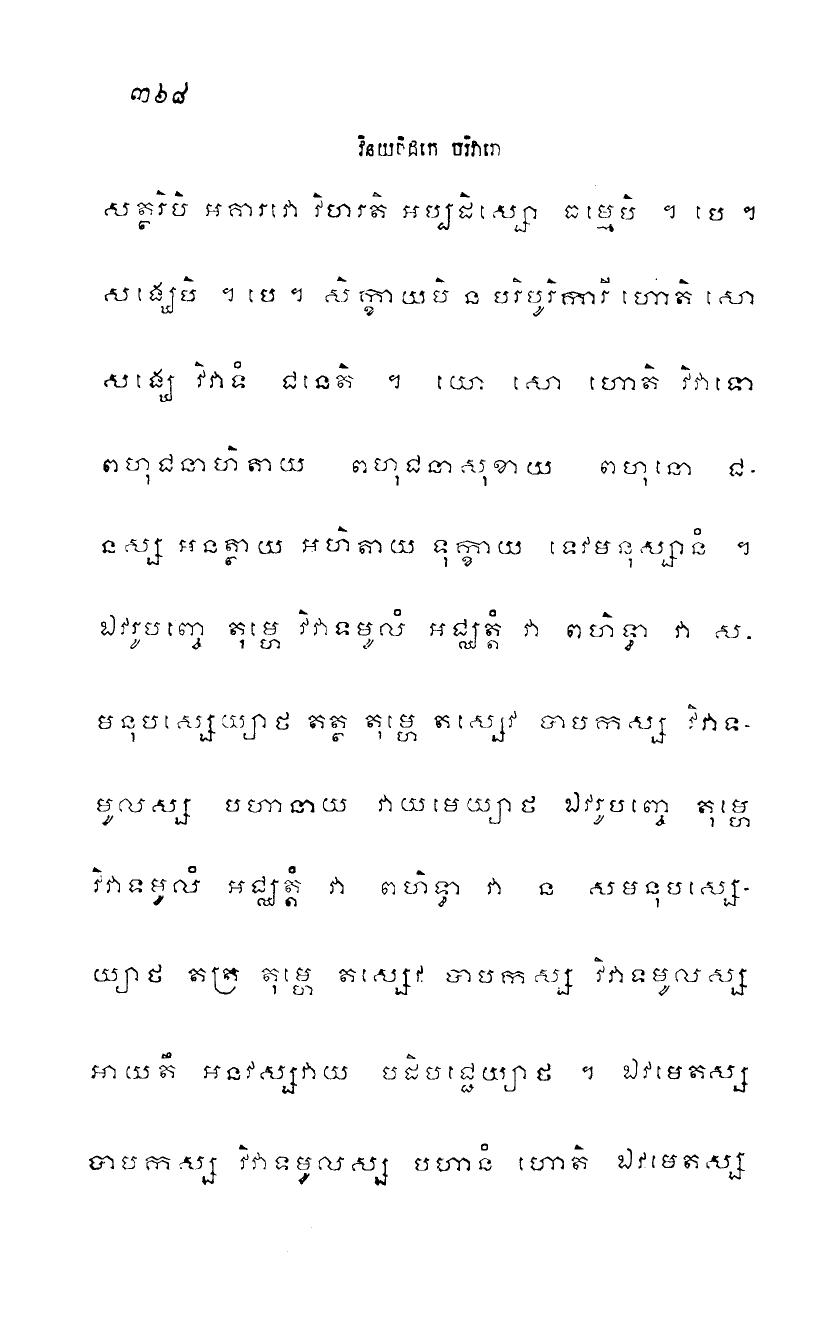 ៣៦៨
វិនយបិដកេ បរិវារោ
សត្ថរិបិ អគារវោ វិហរតិ អប្បដិស្សោ ធម្មេបិ ។ បេ ។
សង្ឃេបិ ។ បេ ។ សិក្ខាយបិ ន បរិបូរិការី ហោតិ សោ
សង្ឃេ វិវាទំ ជនេតិ ។ យោ សោ ហោតិ វិវាទោ
ពហុជនាហិតាយ ពហុជនាសុខាយ ពហុនោ ជ-
នស្ស អនត្ថាយ អហិតាយ ទុក្ខាយ ទេវមនុស្សានំ ។
ឯវរូបញ្ចេ តុម្ហេ វិវាទមូលំ អជ្ឈត្តំ វា ពហិទ្ធា វា ស-
មនុបស្សេយ្យាថ តត្ថ តុម្ហេ តស្សេវ បាបកស្ស វិវាទ-
មូលស្ស បហានាយ វាយមេយ្យាថ ឯវរូបញ្ចេ តុម្ហេ
វិវាទមូលំ អជ្ឈត្តំ វា ពហិទ្ធា វា ន សមនុបស្សេ-
យ្យាថ តត្រ តុម្ហេ តស្សេវ បាបកស្ស វិវាទមូលស្ស
អាយតឹ អនវស្សវាយ បដិបជ្ជេយ្យាថ ។ ឯវមេតស្ស
បាបកស្ស វិវាទមូលស្ស បហានំ ហោតិ ឯវមេតស្ស